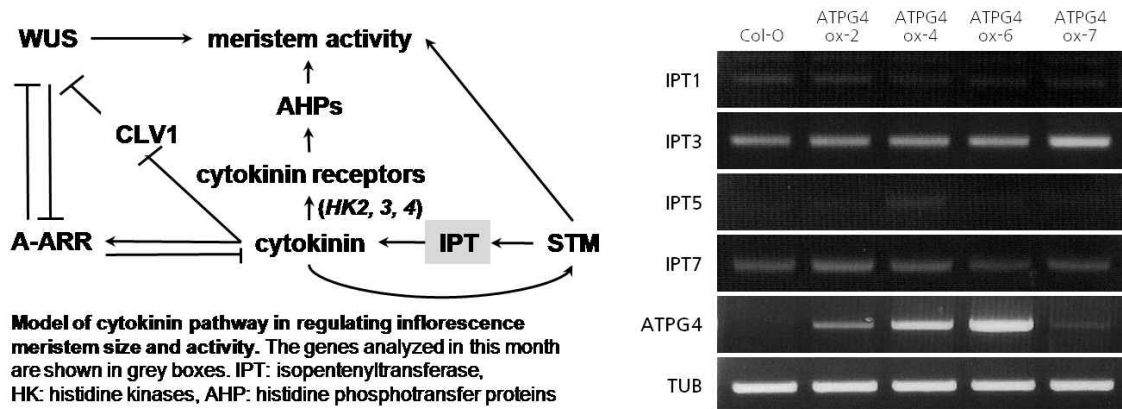 WUS
meristem activity
AHPs
CLV1
cytokinin receptors
(HK2, 3, 4)
A-ARR
cytokinin
IPT
STM
Model of cytokinin pathway in regulating inflorescence
meristem size and activity. The genes analyzed in this month
are shown in grey boxes. IPT: isopentenyltransferase,
HK: histidine kinases, AHP: histidine phosphotransfer proteins
Col-O
ATPG4 ox-2
ATPG4 ox-4
ATPG4 ox-6
ATPG4 ox-7
IPT1
IPT3
IPT5
IPT7
ATPG4
TUB